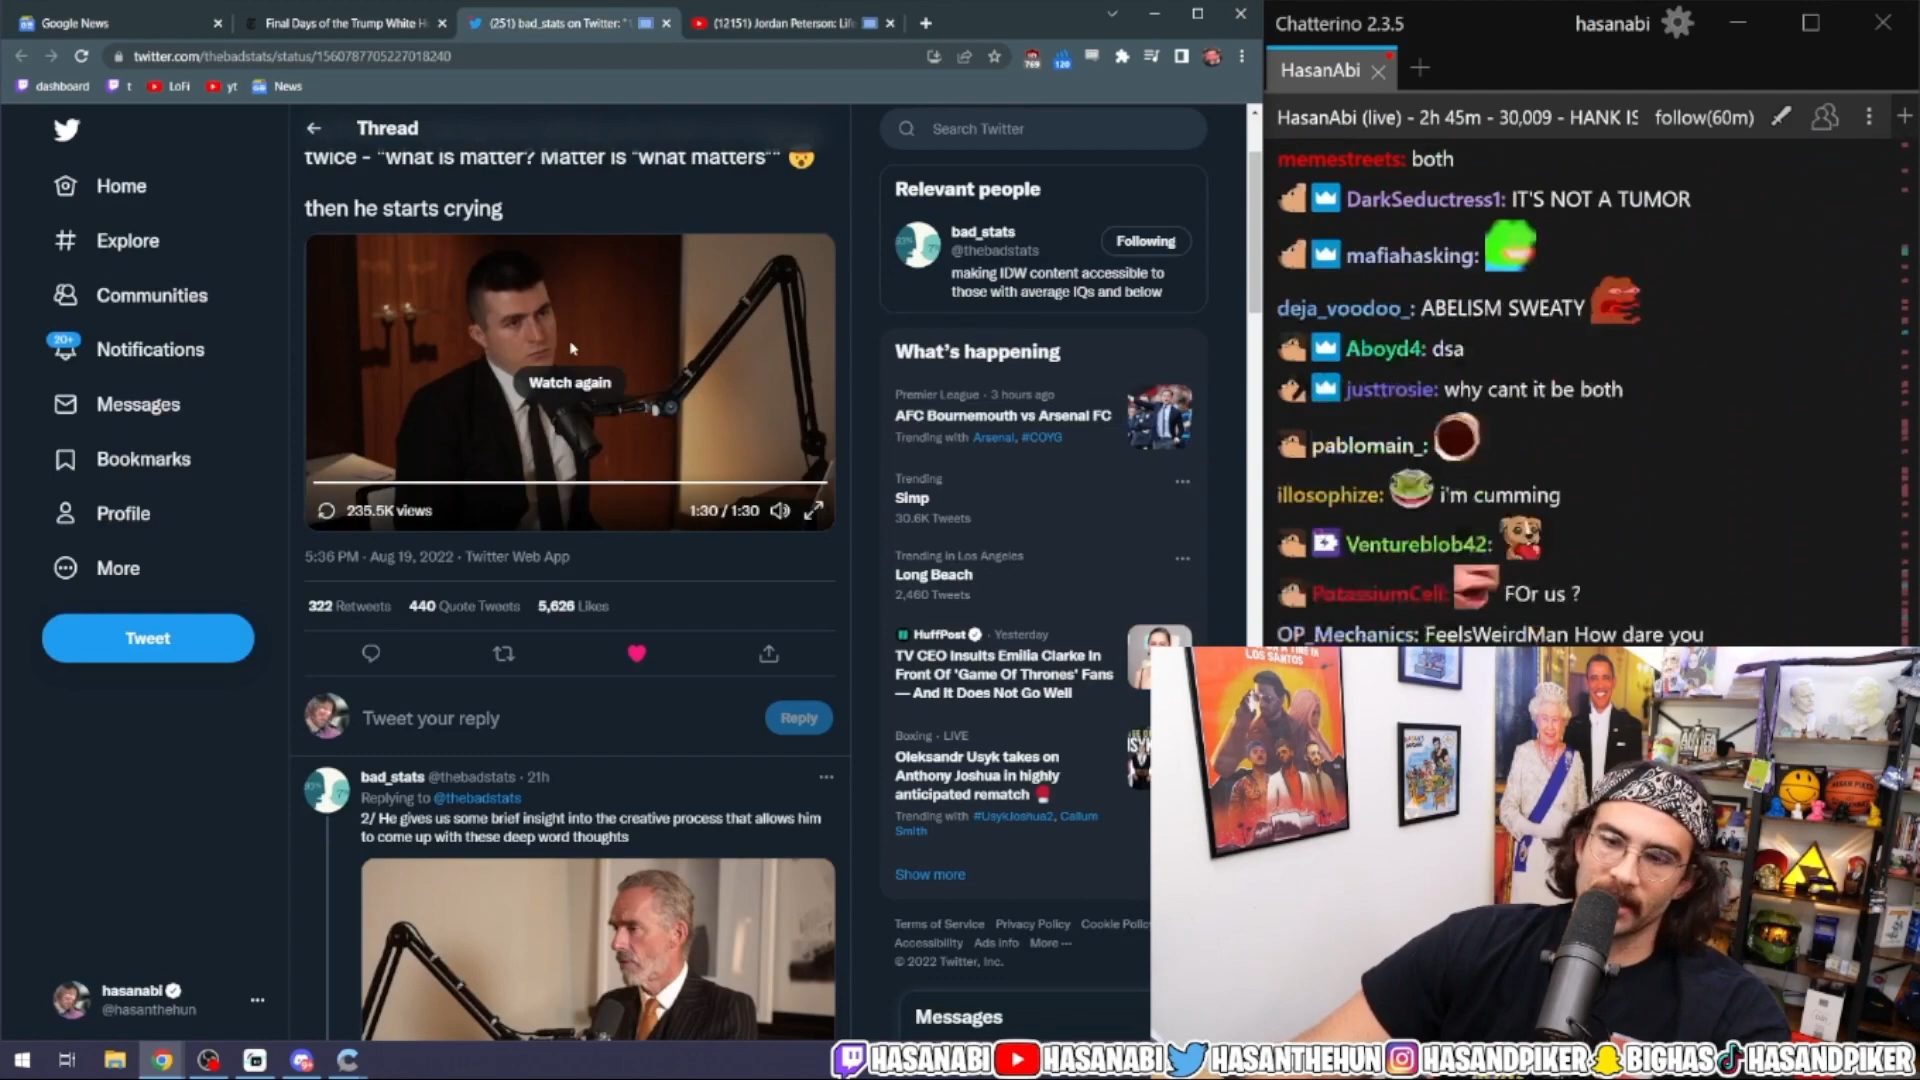 Google News
Final Days of the Trump White H
(251) bad_stats on Twitter: "
(12151) Jordan Peterson: Life
twitter.com/thebadstats/status/1560787705227018240
769
120
dashboard
t
LoFi
yt
News
Home
Explore
Communities
20+
Notifications
Messages
Bookmarks
Profile
More
Tweet
hasanabi
@hasanthehun
Thread
twice - "what is matter? Matter is "what matters""
then he starts crying
Watch again
235.5K views
1:30 / 1:30
5:36 PM · Aug 19, 2022 · Twitter Web App
322 Retweets 440 Quote Tweets 5,626 Likes
Tweet your reply
Reply
bad_stats @thebadstats · 21h
Replying to @thebadstats
2/ He gives us some brief insight into the creative process that allows him
to come up with these deep word thoughts
Search Twitter
Relevant people
bad_stats
@thebadstats
Following
making IDW content accessible to
those with average IQs and below
What's happening
Premier League · 3 hours ago
AFC Bournemouth vs Arsenal FC
Trending with Arsenal, #COYG
Trending
Simp
30.6K Tweets
Trending in Los Angeles
Long Beach
2,460 Tweets
HuffPost · Yesterday
TV CEO Insults Emilia Clarke In
Front Of 'Game Of Thrones' Fans
— And It Does Not Go Well
Boxing · LIVE
Oleksandr Usyk takes on
Anthony Joshua in highly
anticipated rematch
Trending with #UsykJoshua2, Callum
Smith
Show more
Terms of Service Privacy Policy Cookie Polic
Accessibility Ads info More ···
© 2022 Twitter, Inc.
Messages
Chatterino 2.3.5
hasanabi
HasanAbi
HasanAbi (live) - 2h 45m - 30,009 - HANK IS
follow(60m)
memestreets: both
DarkSeductress1: IT'S NOT A TUMOR
mafiahasking:
deja_voodoo_: ABELISM SWEATY
Aboyd4: dsa
justtrosie: why cant it be both
pablomain_:
illosophize: i'm cumming
Ventureblob42:
PotassiumCell: FOr us ?
OP_Mechanics: FeelsWeirdMan How dare you
LOS SANTOS
HASANABI
HASANABI
HASANTHEHUN
HASANDPIKER
BIGHAS
HASANDPIKER